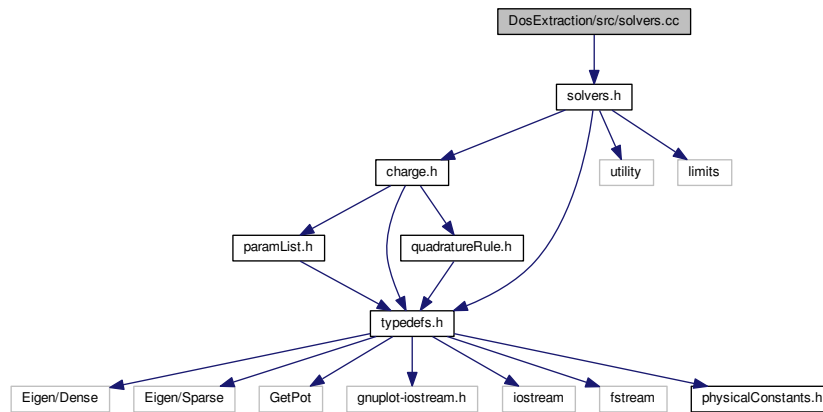 DosExtraction/src/solvers.cc
solvers.h
charge.h
utility
limits
paramList.h
quadratureRule.h
typedefs.h
Eigen/Dense
Eigen/Sparse
GetPot
gnuplot-iostream.h
iostream
fstream
physicalConstants.h